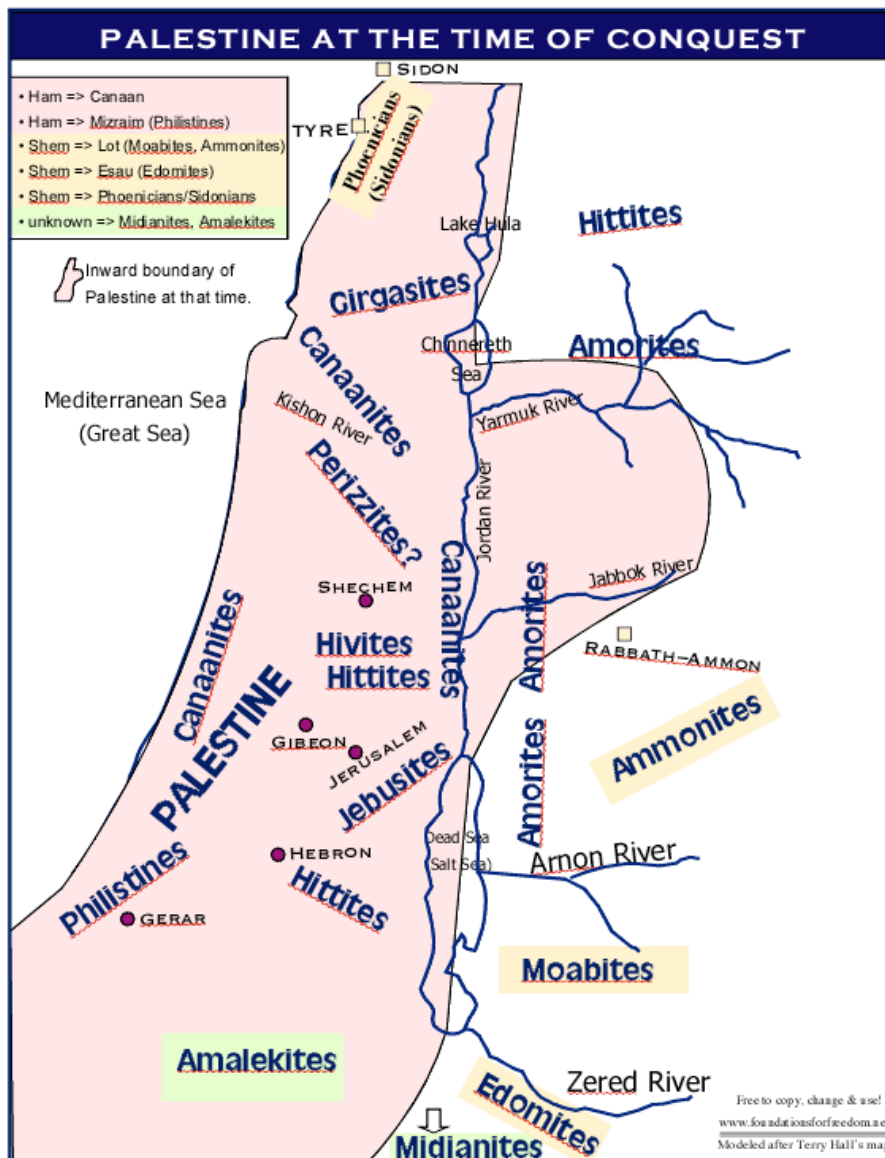 PALESTINE AT THE TIME OF CONQUEST
SIDON
• Ham => Canaan
• Ham => Mizraim (Philistines)
• Shem => Lot (Moabites, Ammonites)
• Shem => Esau (Edomites)
• Shem => Phoenicians/Sidonians
• unknown => Midianites, Amalekites
TYRE
Phoenicians
(Sidonians)
Inward boundary of
Palestine at that time.
Lake Hula
Hittites
Girgasites
Chinnereth
Sea
Amorites
Canaanites
Mediterranean Sea
(Great Sea)
Kishon River
Yarmuk River
Perizzites?
Jordan River
Canaanites
SHECHEM
Jabbok River
Amorites
Canaanites
Hivites
Hittites
RABBATH-AMMON
PALESTINE
GIBEON
JERUSALEM
Jebusites
Ammonites
Amorites
Dead Sea
Salt Sea)
Arnon River
HEBRON
Hittites
Philistines
GERAR
Moabites
Amalekites
Zered River
Edomites
Midianites
Free to copy, change & use!
www.foundationsforfreedom.ne
Modeled after Terry Hall's ma